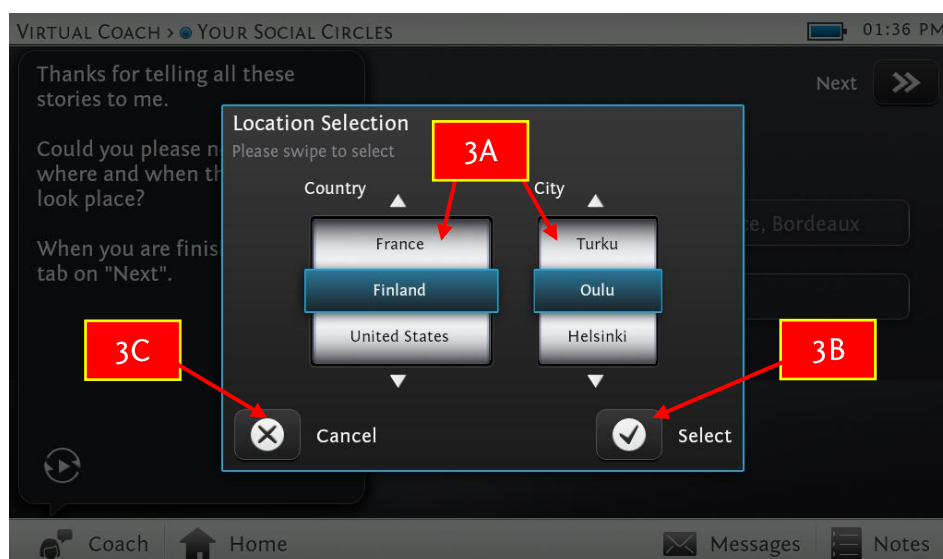 VIRTUAL COACH > YOUR SOCIAL CIRCLES
01:36 PM
Thanks for telling all these
stories to me.
Could you please n
where and when th
look place?
When you are finis
tab on "Next".
Next
Location Selection
Please swipe to select
3A
Country
City
France
Finland
United States
Turku
Oulu
Helsinki
ce, Bordeaux
3C
3B
Cancel
Select
Coach
Home
Messages
Notes